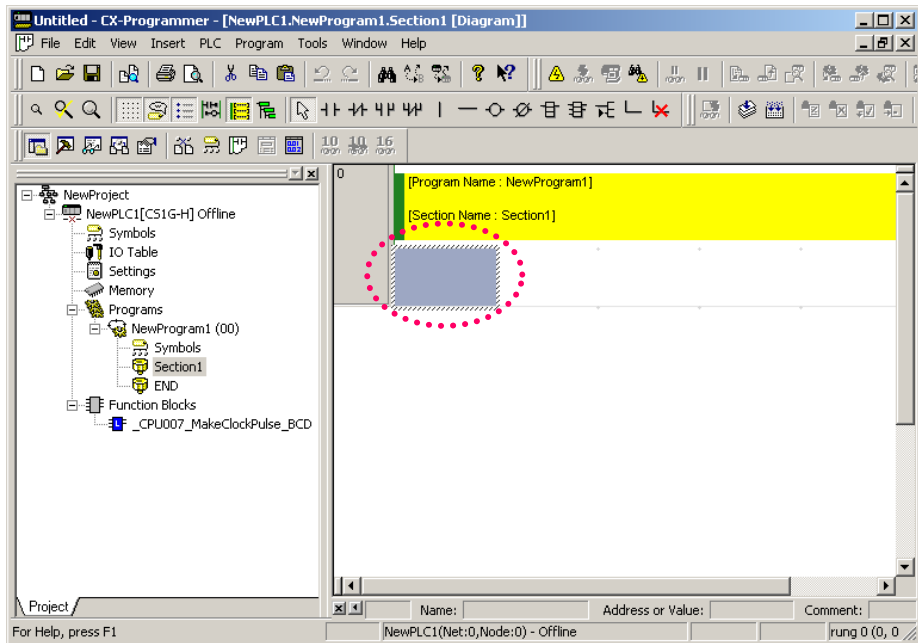 Untitled - CX-Programmer - [NewPLC1.NewProgram1.Section1 [Diagram]]
File Edit View Insert PLC Program Tools Window Help
10 10 16
NewProject
NewPLC1[CS1G-H] Offline
Symbols
IO Table
Settings
Memory
Programs
NewProgram1 (00)
Symbols
Section1
END
Function Blocks
_CPU007_MakeClockPulse_BCD
Project
0
[Program Name : NewProgram1]
[Section Name : Section1]
Name: Address or Value: Comment:
For Help, press F1 NewPLC1(Net:0,Node:0) - Offline rung 0 (0, 0